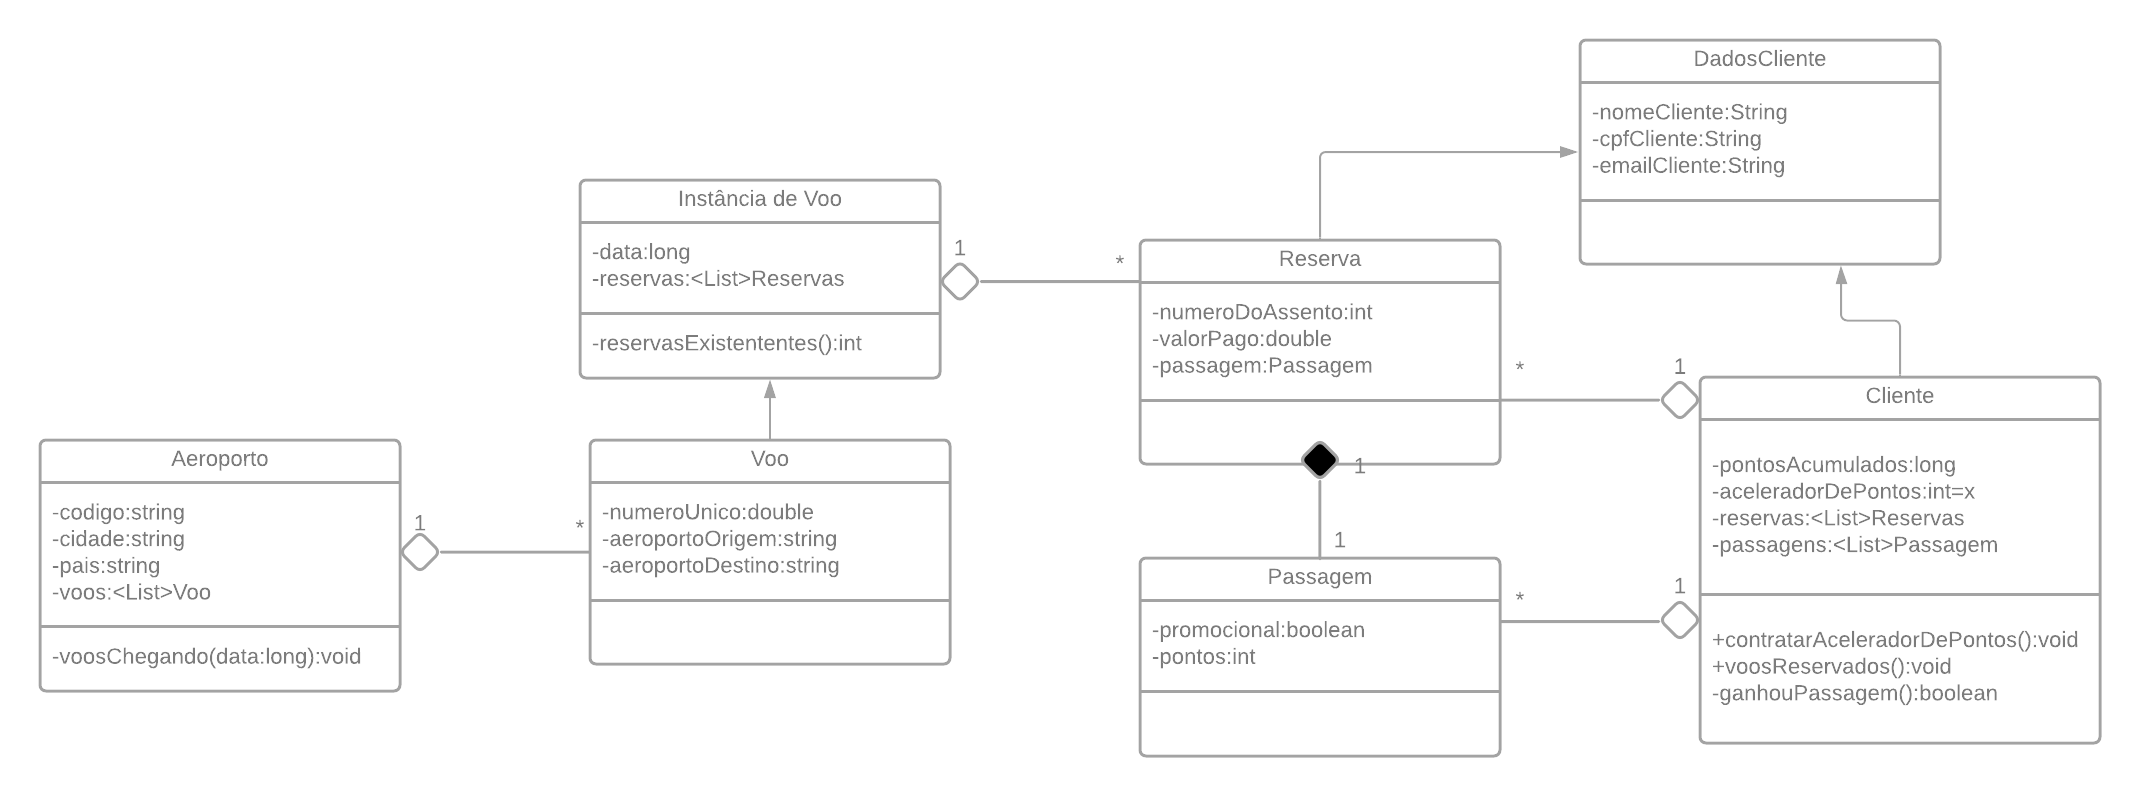 DadosCliente
-nomeCliente:String
-cpfCliente:String
-emailCliente:String
Instância de Voo
-data:long
-reservas:<List>Reservas
-reservasExistententes():int
1
*
Reserva
-numeroDoAssento:int
-valorPago:double
-passagem:Passagem
*
1
Cliente
-pontosAcumulados:long
-aceleradorDePontos:int=x
-reservas:<List>Reservas
-passagens:<List>Passagem
+contratarAceleradorDePontos():void
+voosReservados():void
-ganhouPassagem():boolean
Aeroporto
-codigo:string
-cidade:string
-pais:string
-voos:<List>Voo
-voosChegando(data:long):void
1
*
Voo
-numeroUnico:double
-aeroportoOrigem:string
-aeroportoDestino:string
1
1
Passagem
-promocional:boolean
-pontos:int
*
1